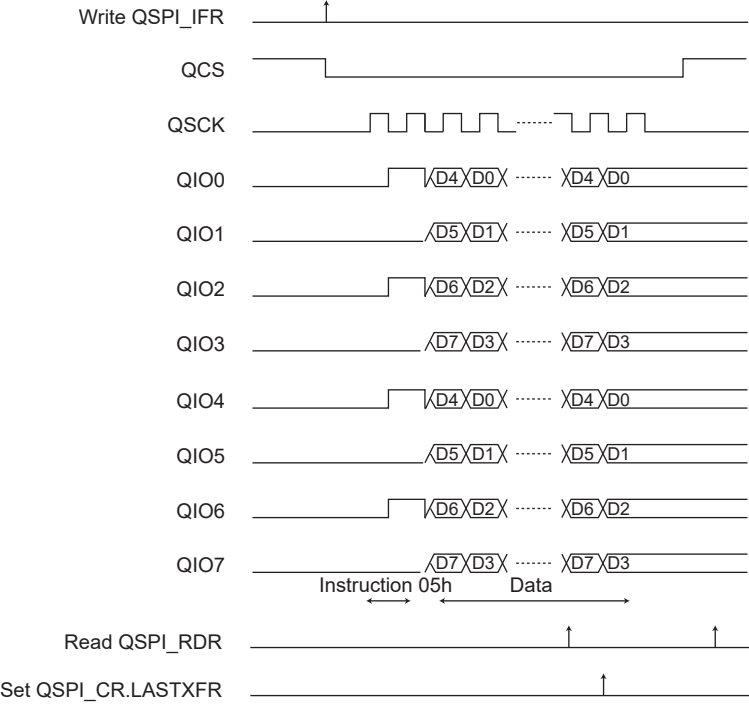 Write QSPI_IFR
QCS
QSCK
QIO0 D4 D0 D4 D0
QIO1 D5 D1 D5 D1
QIO2 D6 D2 D6 D2
QIO3 D7 D3 D7 D3
QIO4 D4 D0 D4 D0
QIO5 D5 D1 D5 D1
QIO6 D6 D2 D6 D2
QIO7 D7 D3 D7 D3
Instruction 05h Data
Read QSPI_RDR
Set QSPI_CR.LASTXFR